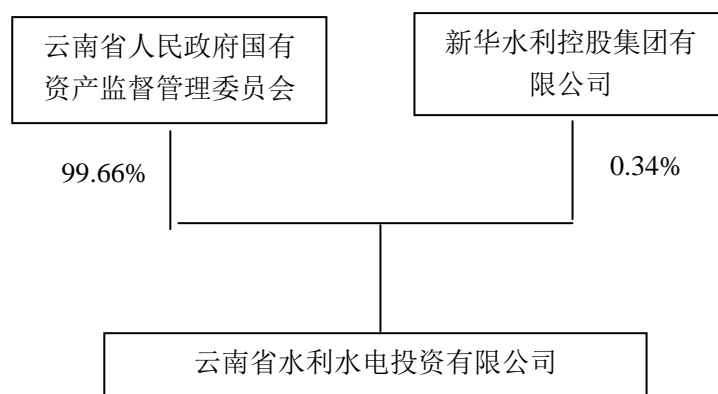 云南省人民政府国有
资产监督管理委员会
新华水利控股集团有
限公司
99.66%
0.34%
云南省水利水电投资有限公司